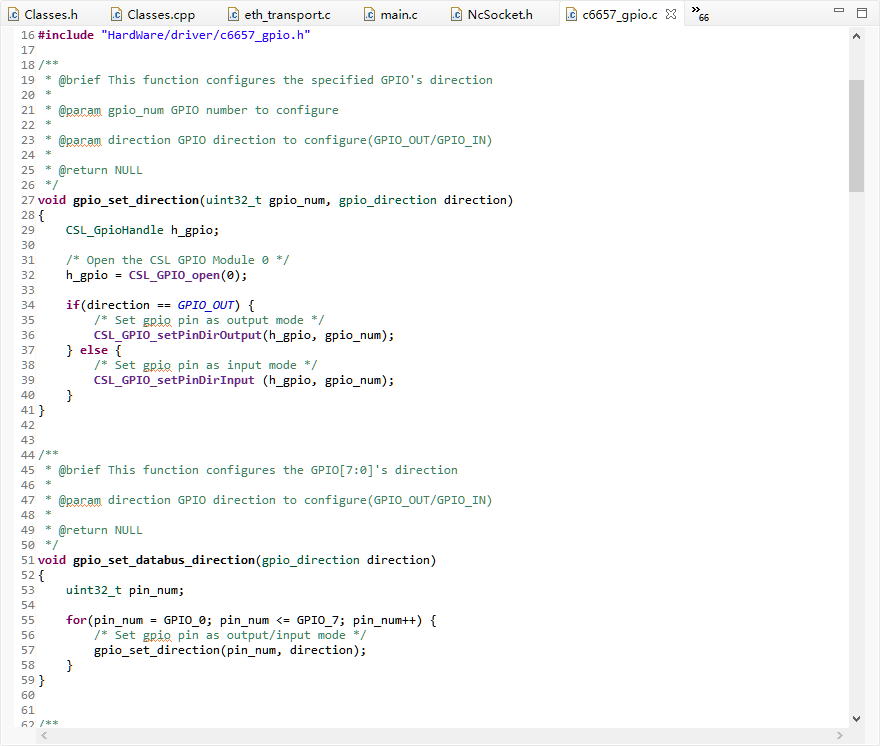 Classes.h Classes.cpp eth_transport.c main.c NcSocket.h c6657_gpio.c »66
16 #include "HardWare/driver/c6657_gpio.h"
17
18 /**
19  * @brief This function configures the specified GPIO's direction
20  *
21  * @param gpio_num GPIO number to configure
22  *
23  * @param direction GPIO direction to configure(GPIO_OUT/GPIO_IN)
24  *
25  * @return NULL
26  */
27 void gpio_set_direction(uint32_t gpio_num, gpio_direction direction)
28 {
29     CSL_GpioHandle h_gpio;
30
31     /* Open the CSL GPIO Module 0 */
32     h_gpio = CSL_GPIO_open(0);
33
34     if(direction == GPIO_OUT) {
35         /* Set gpio pin as output mode */
36         CSL_GPIO_setPinDirOutput(h_gpio, gpio_num);
37     } else {
38         /* Set gpio pin as input mode */
39         CSL_GPIO_setPinDirInput (h_gpio, gpio_num);
40     }
41 }
42
43
44 /**
45  * @brief This function configures the GPIO[7:0]'s direction
46  *
47  * @param direction GPIO direction to configure(GPIO_OUT/GPIO_IN)
48  *
49  * @return NULL
50  */
51 void gpio_set_databus_direction(gpio_direction direction)
52 {
53     uint32_t pin_num;
54
55     for(pin_num = GPIO_0; pin_num <= GPIO_7; pin_num++) {
56         /* Set gpio pin as output/input mode */
57         gpio_set_direction(pin_num, direction);
58     }
59 }
60
61
62 /**